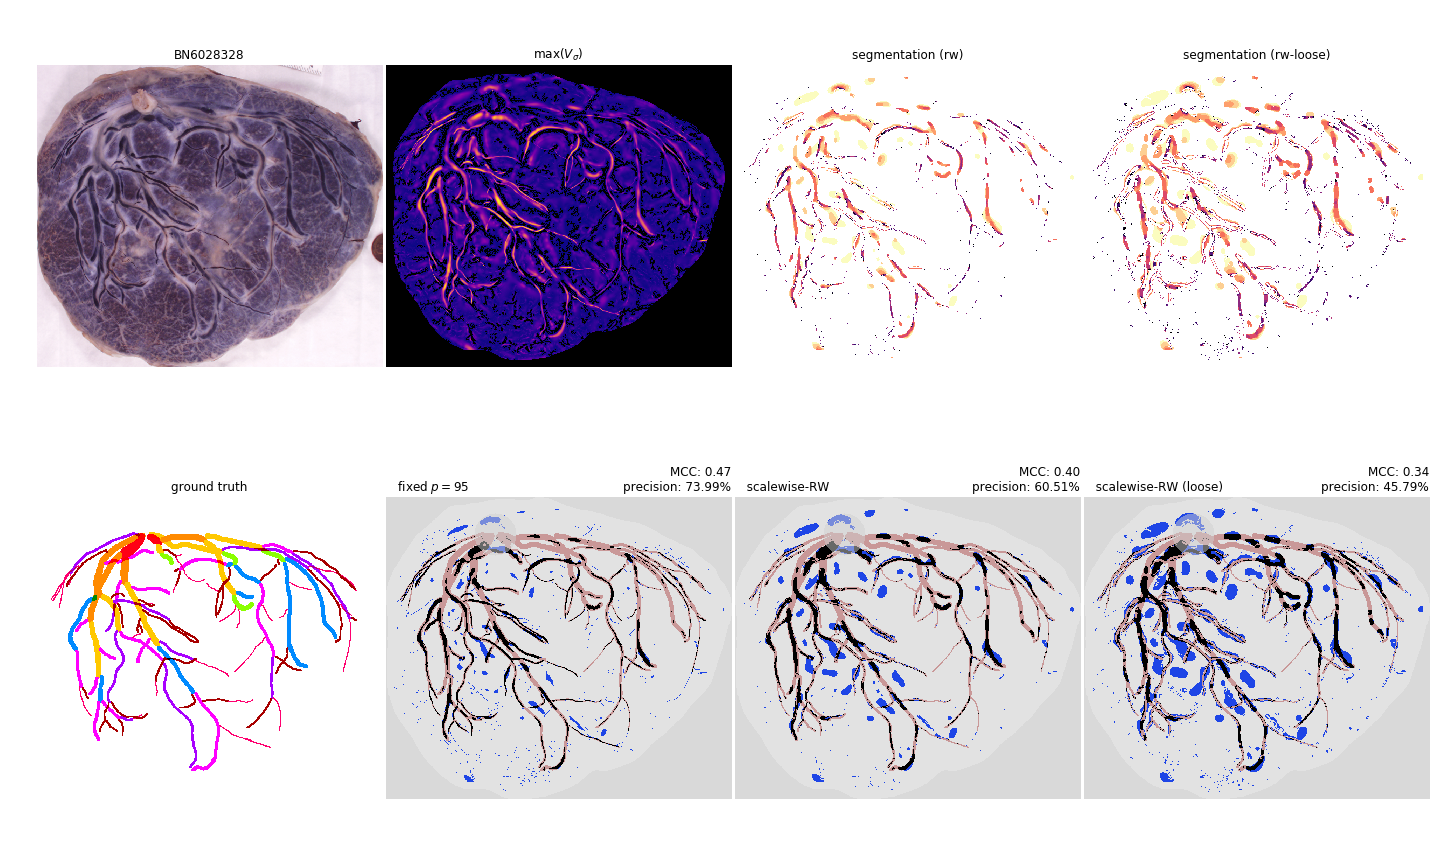 BN6028328
max(V_σ)
segmentation (rw)
segmentation (rw-loose)
ground truth
fixed p = 95
MCC: 0.47
precision: 73.99%
scalewise-RW
MCC: 0.40
precision: 60.51%
scalewise-RW (loose)
MCC: 0.34
precision: 45.79%